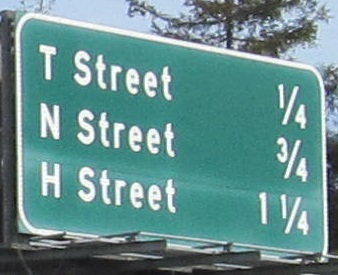 T Street ¼
N Street ¾
H Street 1 ¼